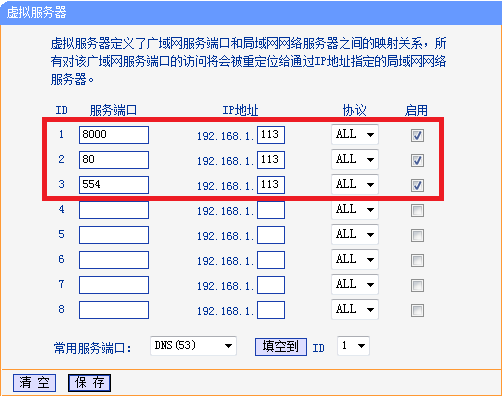 虚拟服务器
虚拟服务器定义了广域网服务端口和局域网网络服务器之间的映射关系，所
有对该广域网服务端口的访问将会被重定位给通过IP地址指定的局域网网络
服务器。
ID 服务端口 IP地址 协议 启用
1 8000 192.168.1. 113 ALL
2 80 192.168.1. 113 ALL
3 554 192.168.1. 113 ALL
4 192.168.1. ALL
5 192.168.1. ALL
6 192.168.1. ALL
7 192.168.1. ALL
8 192.168.1. ALL
常用服务端口： DNS(53) 填空到 ID 1
清 空 保 存